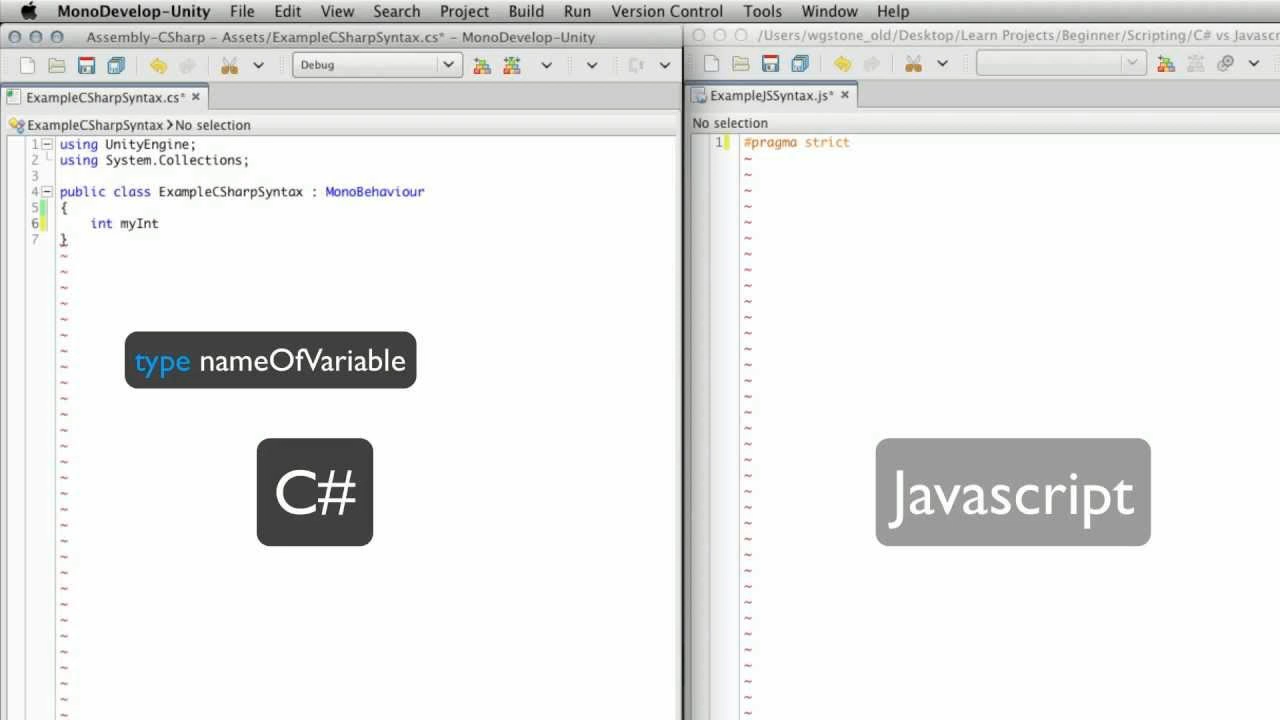 MonoDevelop-Unity File Edit View Search Project Build Run Version Control Tools Window Help
Assembly-CSharp – Assets/ExampleCSharpSyntax.cs* – MonoDevelop-Unity
Debug
ExampleCSharpSyntax.cs* ×
ExampleCSharpSyntax > No selection
1 using UnityEngine;
2 using System.Collections;
3
4 public class ExampleCSharpSyntax : MonoBehaviour
5 {
6 int myInt
7 }
type nameOfVariable
C#
/Users/wgstone_old/Desktop/Learn Projects/Beginner/Scripting/C# vs Javasc
ExampleJSSyntax.js* ×
No selection
1 #pragma strict
Javascript